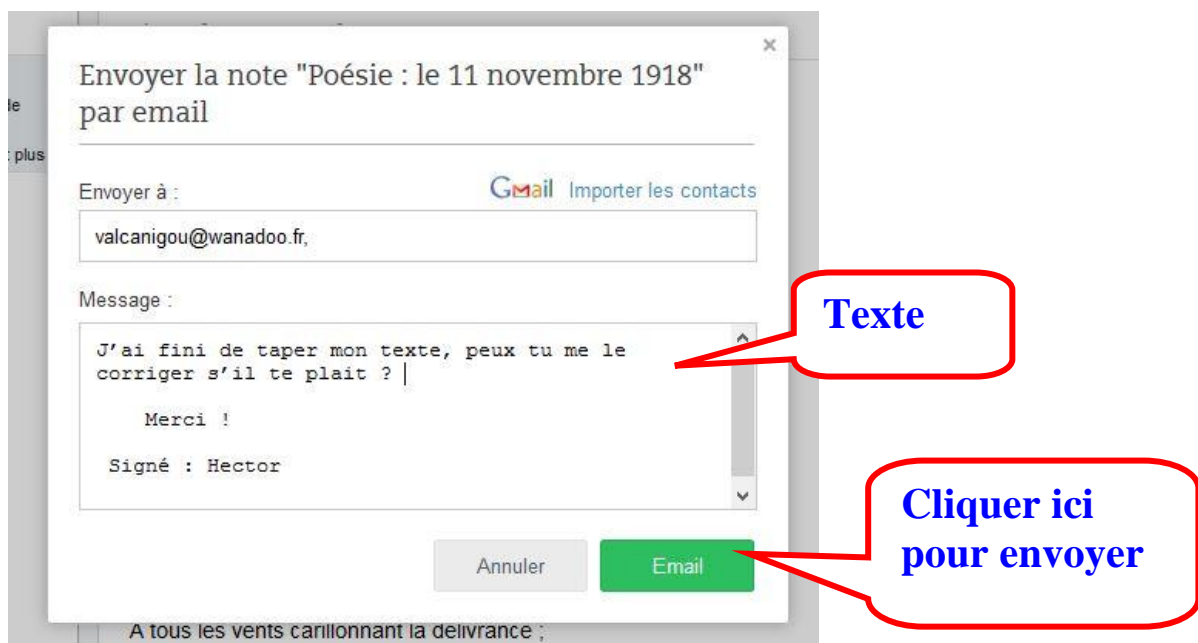 Envoyer la note "Poésie : le 11 novembre 1918"
par email
plus
Envoyer à :
Gmail Importer les contacts
valcanigou@wanadoo.fr,
Message :
J'ai fini de taper mon texte, peux tu me le
corriger s'il te plait ?
Merci !
Signé : Hector
Texte
Annuler
Email
Cliquer ici
pour envoyer
A tous les vents carillonnant la délivrance ;